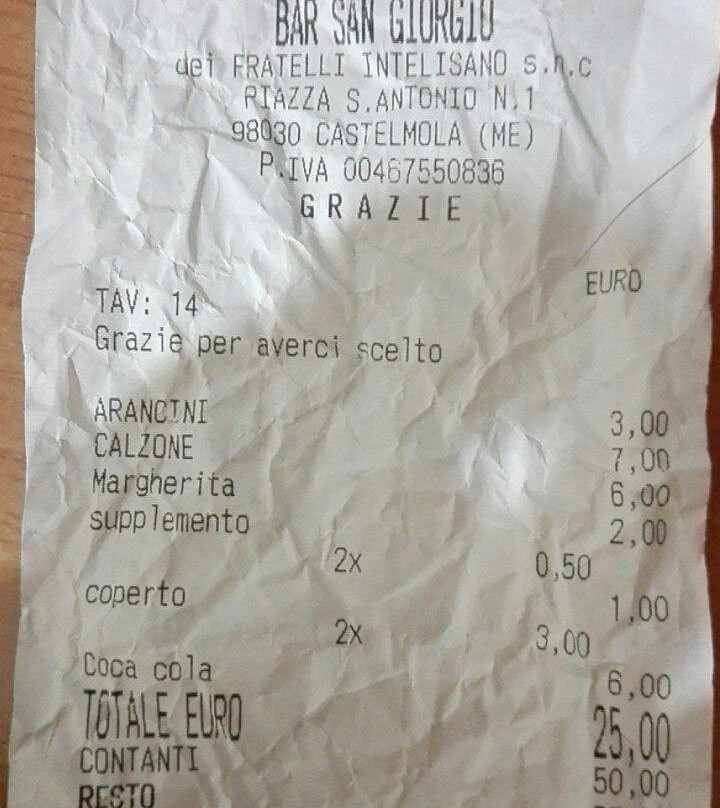 BAR SAN GIORGIO
dei FRATELLI INTELISANO s.n.c
PIAZZA S.ANTONIO N.1
98030 CASTELMOLA (ME)
P.IVA 00467550836
GRAZIE
EURO
TAV: 14
Grazie per averci scelto
ARANCINI 3,00
CALZONE 7,00
Margherita 6,00
supplemento 2,00
2x 0,50
coperto 1,00
2x 3,00
Coca cola 6,00
TOTALE EURO 25,00
CONTANTI 50,00
RESTO